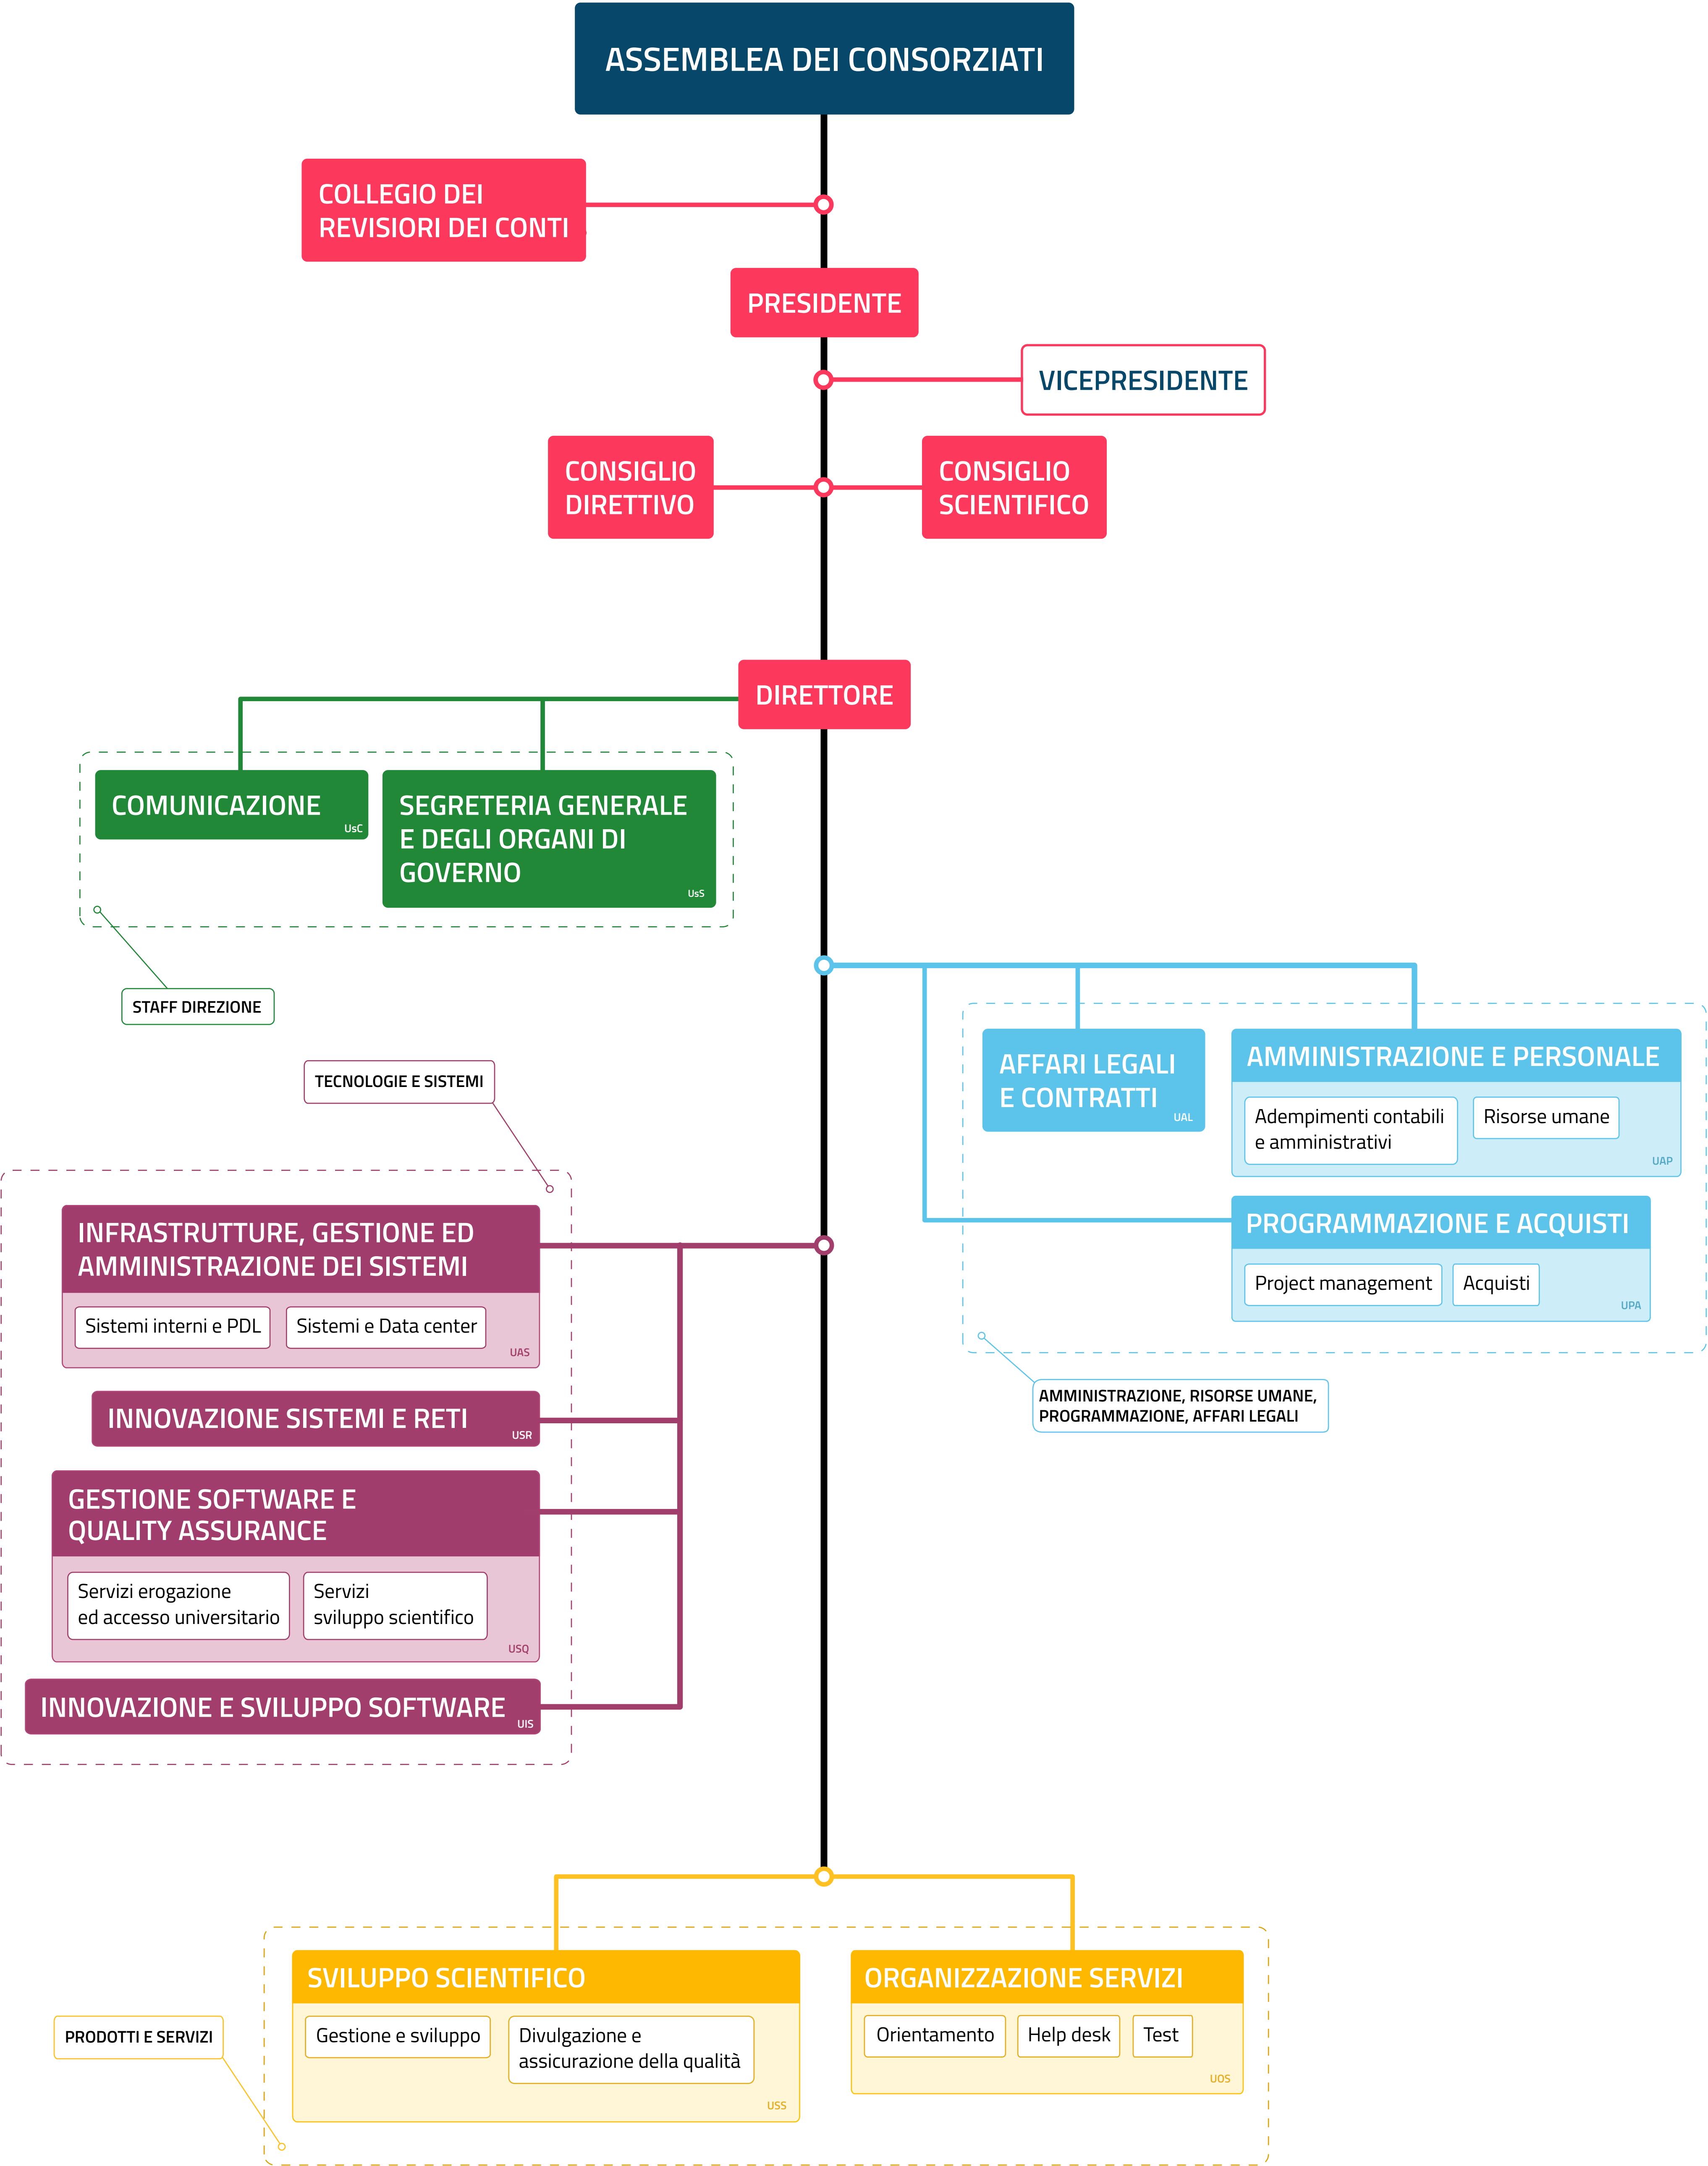 ASSEMBLEA DEI CONSORZIATI
COLLEGIO DEI
REVISIORI DEI CONTI
PRESIDENTE
VICEPRESIDENTE
CONSIGLIO
DIRETTIVO
CONSIGLIO
SCIENTIFICO
DIRETTORE
COMUNICAZIONE
UsC
SEGRETERIA GENERALE
E DEGLI ORGANI DI
GOVERNO
UsS
STAFF DIREZIONE
AFFARI LEGALI
E CONTRATTI
UAL
AMMINISTRAZIONE E PERSONALE
Adempimenti contabili
e amministrativi
Risorse umane
UAP
PROGRAMMAZIONE E ACQUISTI
Project management
Acquisti
UPA
AMMINISTRAZIONE, RISORSE UMANE,
PROGRAMMAZIONE, AFFARI LEGALI
TECNOLOGIE E SISTEMI
INFRASTRUTTURE, GESTIONE ED
AMMINISTRAZIONE DEI SISTEMI
Sistemi interni e PDL
Sistemi e Data center
UAS
INNOVAZIONE SISTEMI E RETI
USR
GESTIONE SOFTWARE E
QUALITY ASSURANCE
Servizi erogazione
ed accesso universitario
Servizi
sviluppo scientifico
USQ
INNOVAZIONE E SVILUPPO SOFTWARE
UIS
SVILUPPO SCIENTIFICO
Gestione e sviluppo
Divulgazione e
assicurazione della qualità
USS
ORGANIZZAZIONE SERVIZI
Orientamento
Help desk
Test
UOS
PRODOTTI E SERVIZI